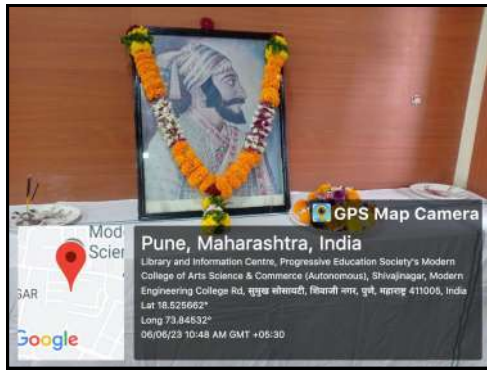 GPS Map Camera
Pune, Maharashtra, India
Library and Information Centre, Progressive Education Society's Modern
College of Arts Science & Commerce (Autonomous), Shivajinagar, Modern
Engineering College Rd, सुमुख सोसायटी, शिवाजी नगर, पुणे, महाराष्ट्र 411005, India
Lat 18.525662°
Long 73.84532°
06/06/23 10:48 AM GMT +05:30
Mod
Scien
GAR
Google